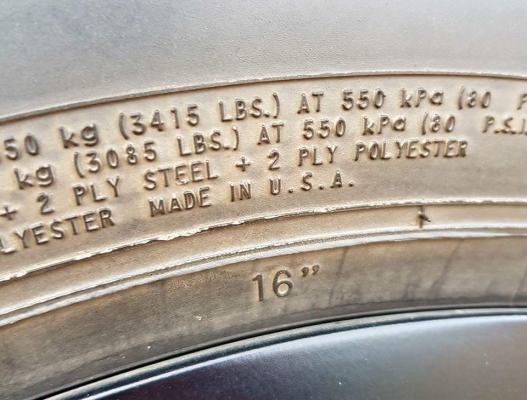 50 kg (3415 LBS.) AT 550 kPa (80 P
kg (3085 LBS.) AT 550 kPa (80 P.S.I
+ 2 PLY STEEL + 2 PLY POLYESTER
LYESTER MADE IN U.S.A.
16”